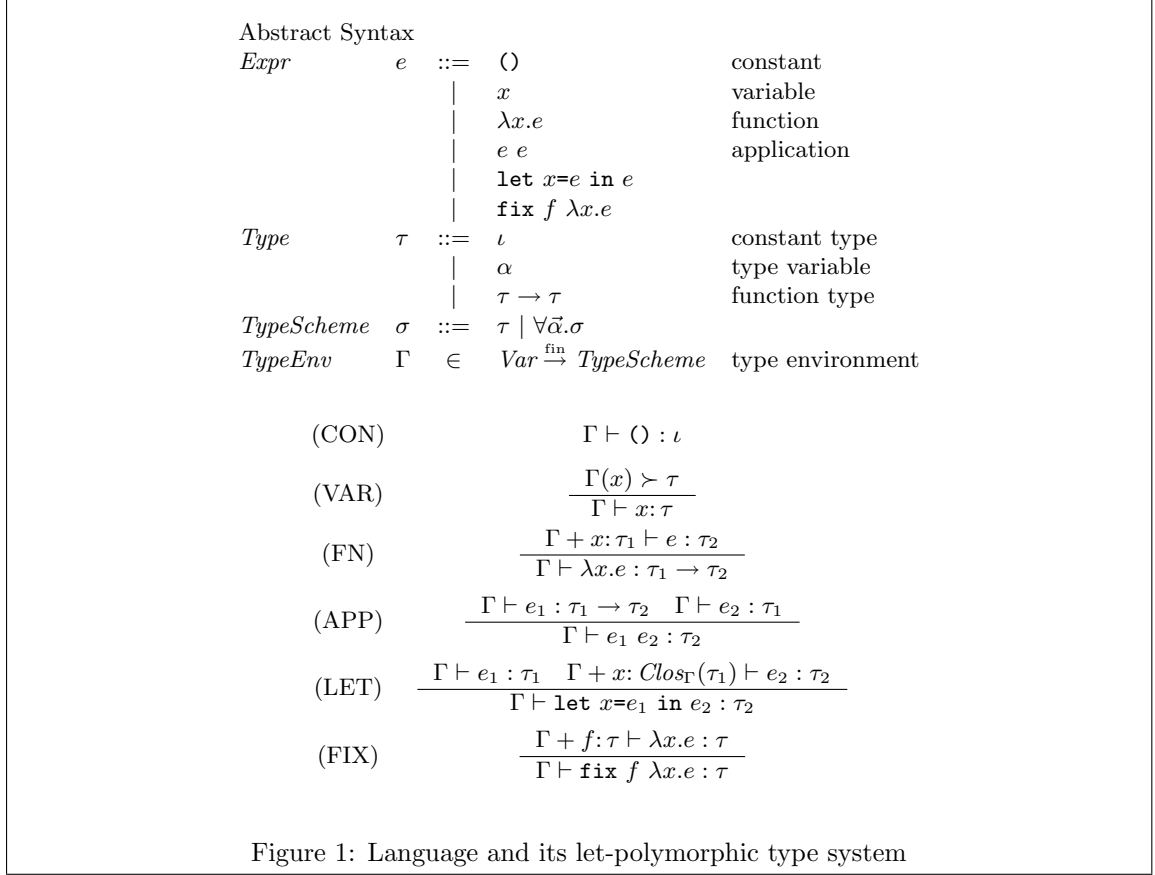 Abstract Syntax
Expr e ::= () constant
| x variable
| λx.e function
| e e application
| let x=e in e
| fix f λx.e
Type τ ::= ι constant type
| α type variable
| τ → τ function type
TypeScheme σ ::= τ | ∀α⃗.σ
TypeEnv Γ ∈ Var fin→ TypeScheme type environment
(CON) Γ ⊢ () : ι
(VAR) Γ(x) ≻ τ
Γ ⊢ x: τ
(FN) Γ + x: τ₁ ⊢ e : τ₂
Γ ⊢ λx.e : τ₁ → τ₂
(APP) Γ ⊢ e₁ : τ₁ → τ₂ Γ ⊢ e₂ : τ₁
Γ ⊢ e₁ e₂ : τ₂
(LET) Γ ⊢ e₁ : τ₁ Γ + x: Clos_Γ(τ₁) ⊢ e₂ : τ₂
Γ ⊢ let x=e₁ in e₂ : τ₂
(FIX) Γ + f: τ ⊢ λx.e : τ
Γ ⊢ fix f λx.e : τ
Figure 1: Language and its let-polymorphic type system